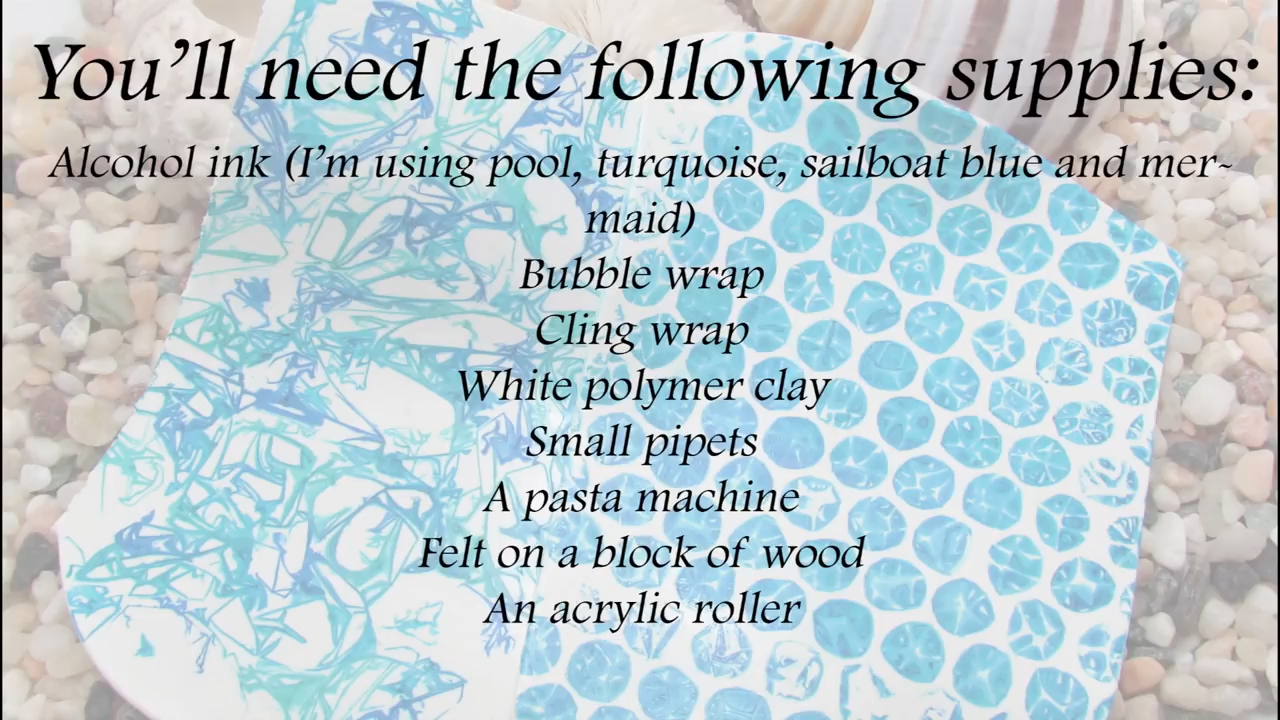 You’ll need the following supplies:
Alcohol ink (I’m using pool, turquoise, sailboat blue and mer~
maid)
Bubble wrap
Cling wrap
White polymer clay
Small pipets
A pasta machine
Felt on a block of wood
An acrylic roller